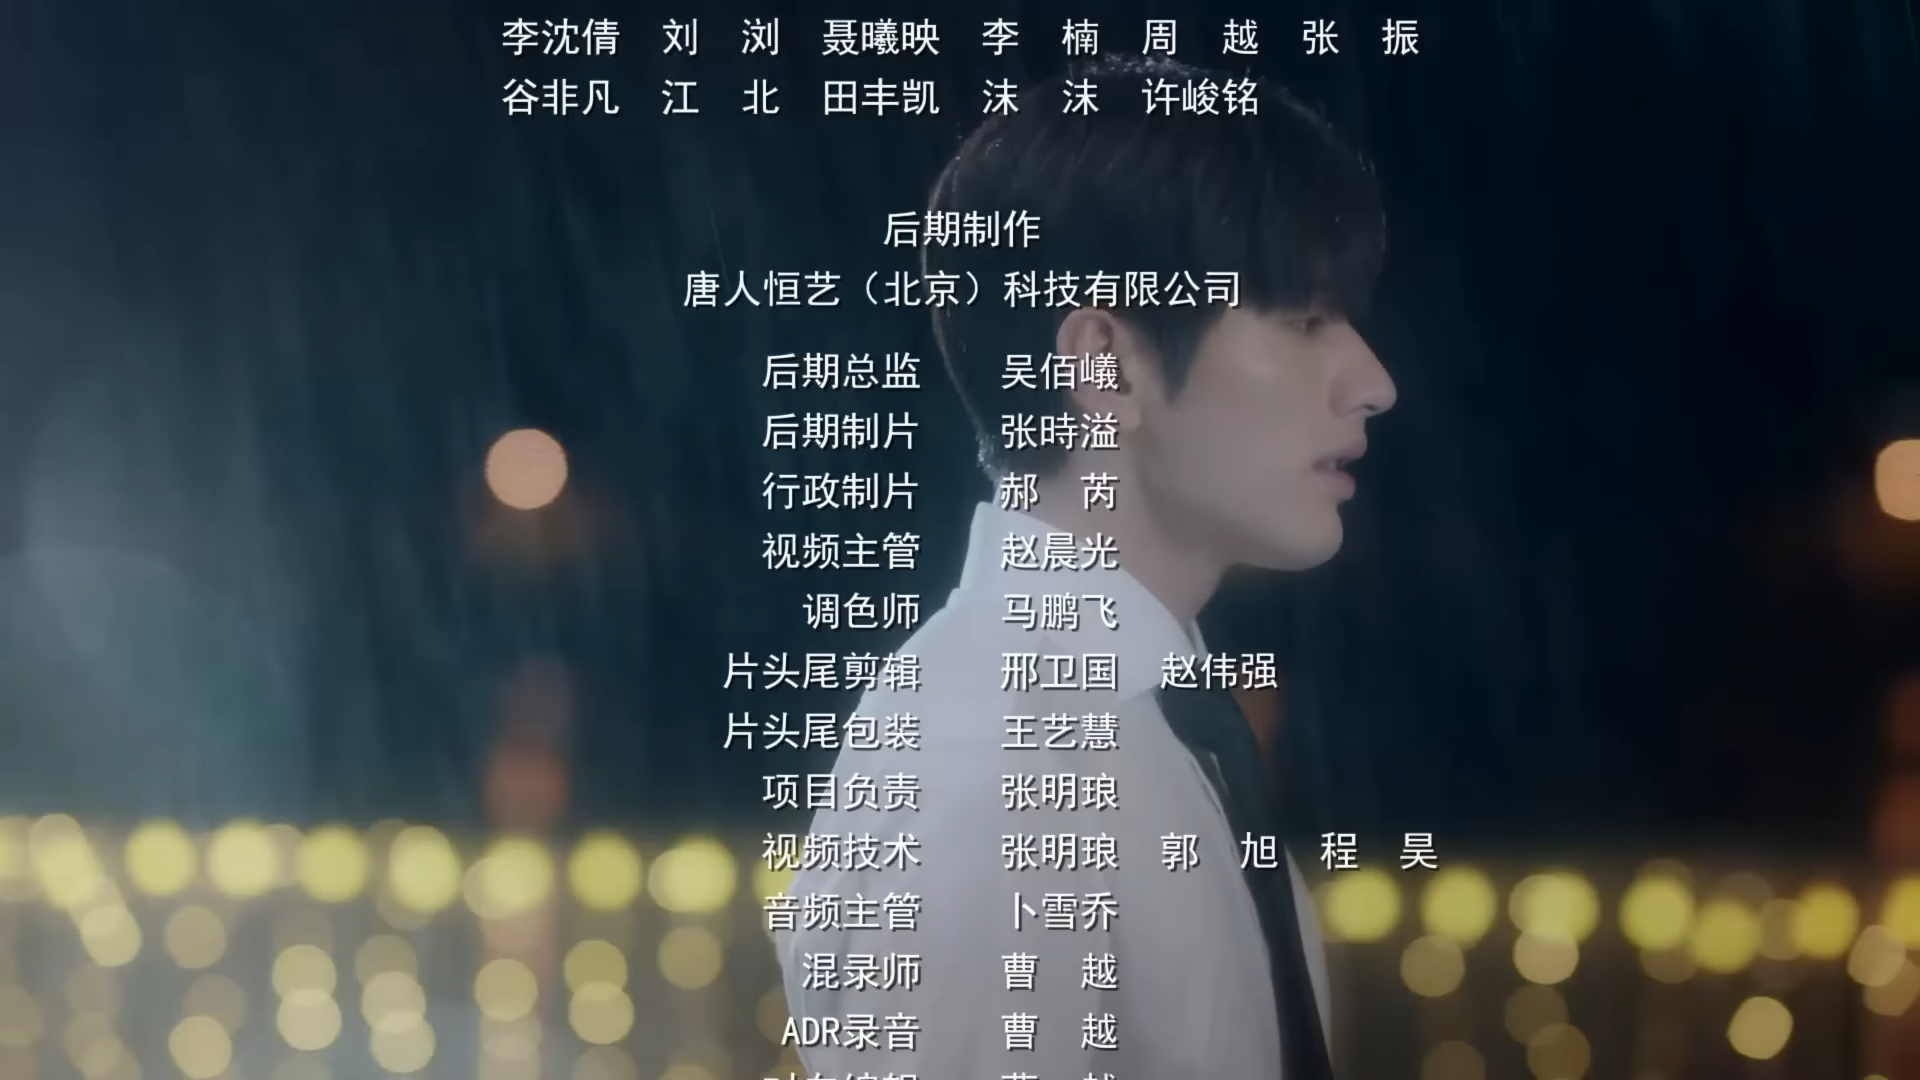 李沈倩 刘 浏 聂曦映 李 楠 周 越 张 振
谷非凡 江 北 田丰凯 沫 沫 许峻铭
后期制作
唐人恒艺（北京）科技有限公司
后期总监 吴佰巇
后期制片 张時溢
行政制片 郝 芮
视频主管 赵晨光
调色师 马鹏飞
片头尾剪辑 邢卫国 赵伟强
片头尾包装 王艺慧
项目负责 张明琅
视频技术 张明琅 郭 旭 程 昊
音频主管 卜雪乔
混录师 曹 越
ADR录音 曹 越